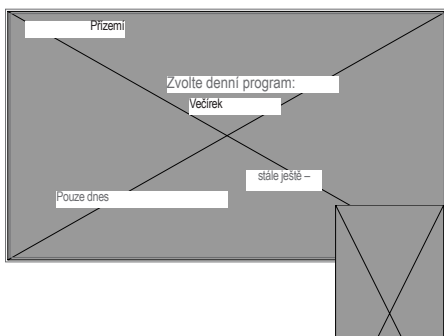 Přízemí
Zvolte denní program:
Večírek
stále ještě –
Pouze dnes